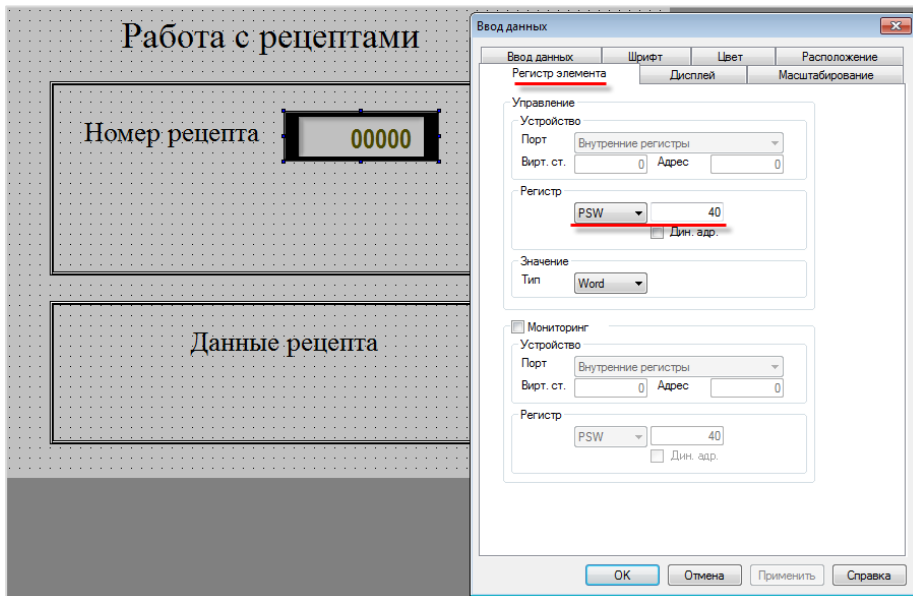 Работа с рецептами
Номер рецепта 00000
Данные рецепта
Ввод данных
Ввод данных Шрифт Цвет Расположение
Регистр элемента Дисплей Масштабирование
Управление
Устройство
Порт Внутренние регистры
Вирт. ст. 0 Адрес 0
Регистр
PSW 40
Дин. адр.
Значение
Тип Word
Мониторинг
Устройство
Порт Внутренние регистры
Вирт. ст. 0 Адрес 0
Регистр
PSW 40
Дин. адр.
OK Отмена Применить Справка